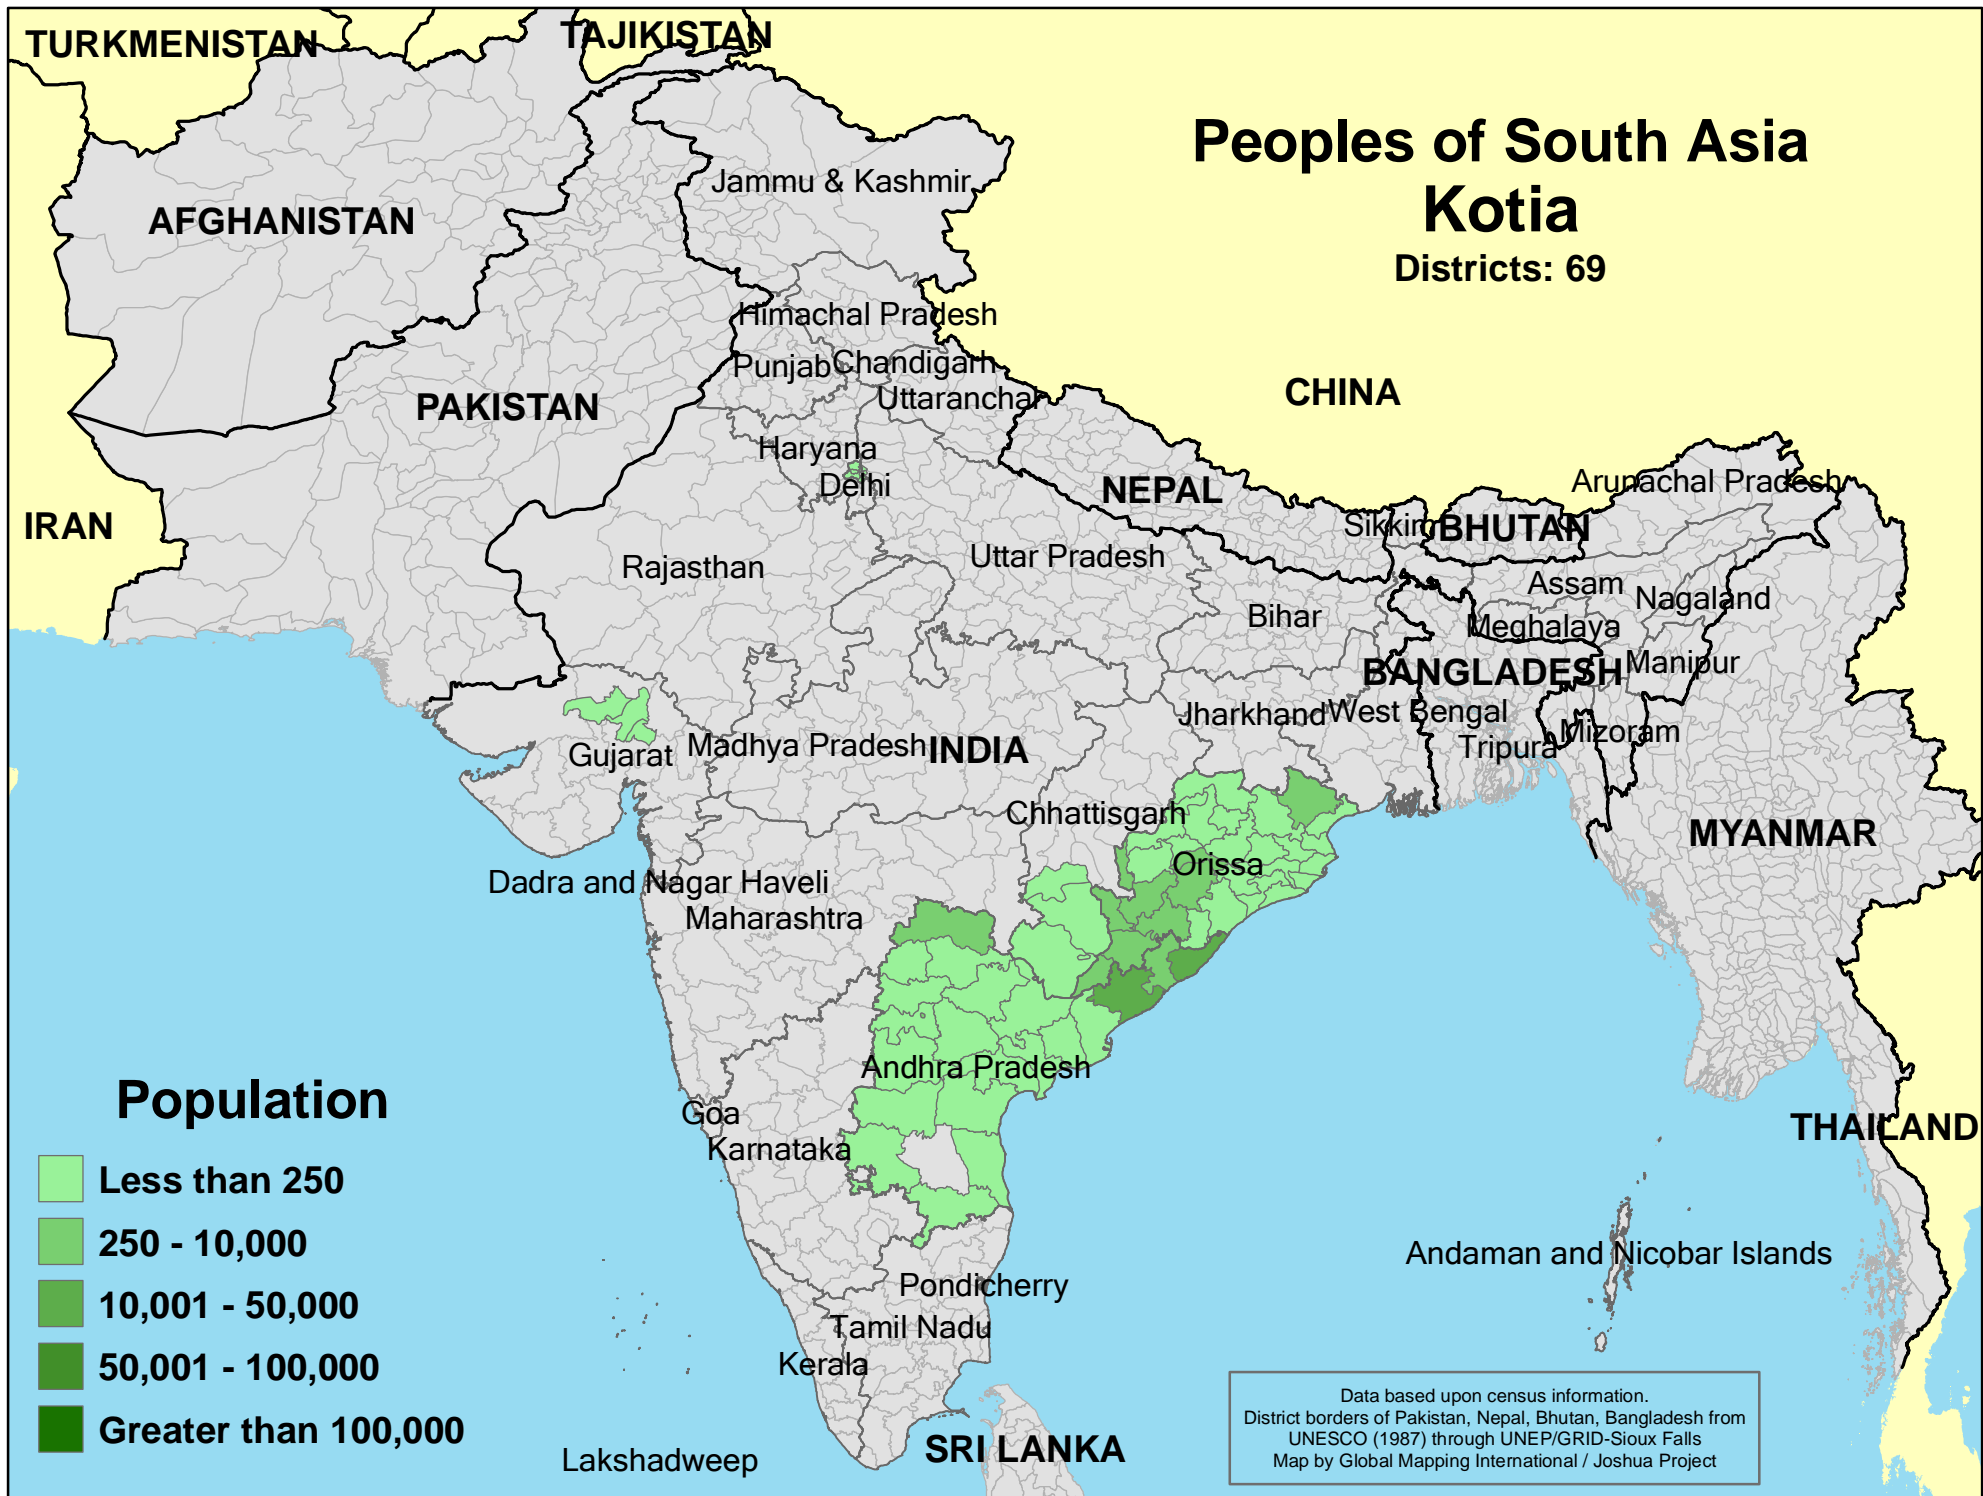 TURKMENISTAN
TAJIKISTAN
Peoples of South Asia
Kotia
Districts: 69
Jammu & Kashmir
AFGHANISTAN
Himachal Pradesh
Punjab
Chandigarh
Uttaranchal
CHINA
PAKISTAN
Haryana
Delhi
NEPAL
Arunachal Pradesh
IRAN
Sikkim
BHUTAN
Rajasthan
Uttar Pradesh
Assam
Nagaland
Bihar
Meghalaya
BANGLADESH
Manipur
Jharkhand
West Bengal
Gujarat
Madhya Pradesh
INDIA
Tripura
Mizoram
Chhattisgarh
MYANMAR
Orissa
Dadra and Nagar Haveli
Maharashtra
Andhra Pradesh
Goa
Karnataka
THAILAND
Population
Less than 250
250 - 10,000
10,001 - 50,000
50,001 - 100,000
Greater than 100,000
Andaman and Nicobar Islands
Pondicherry
Tamil Nadu
Kerala
Lakshadweep
SRI LANKA
Data based upon census information.
District borders of Pakistan, Nepal, Bhutan, Bangladesh from
UNESCO (1987) through UNEP/GRID-Sioux Falls
Map by Global Mapping International / Joshua Project